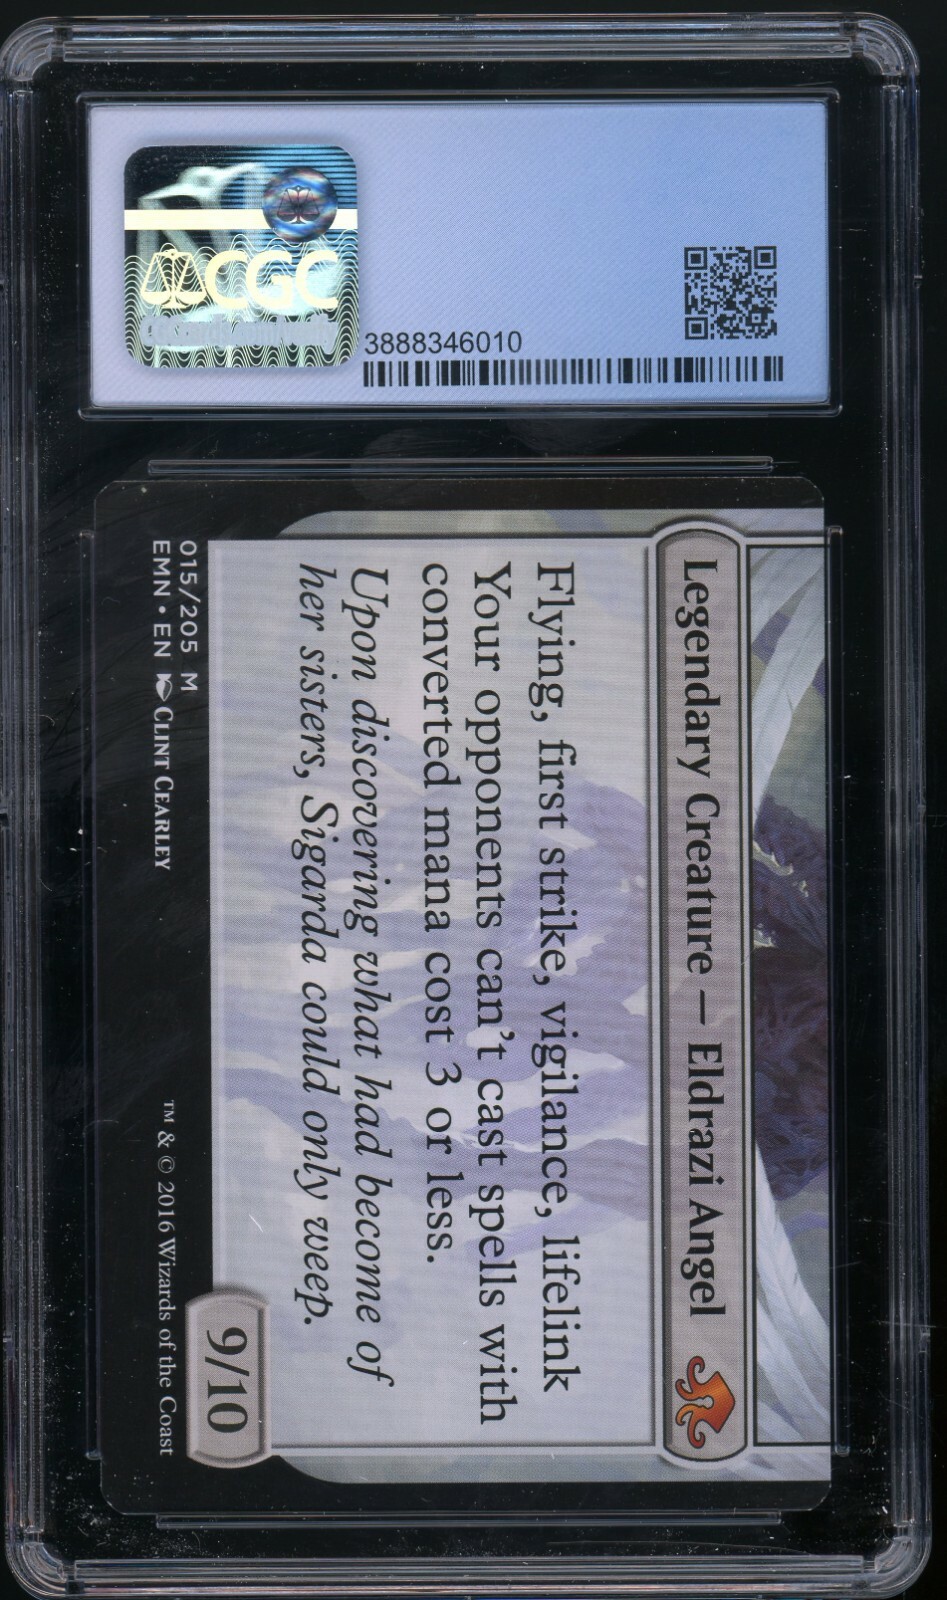 CGC
3888346010
Legendary Creature — Eldrazi Angel
Flying, first strike, vigilance, lifelink
Your opponents can't cast spells with
converted mana cost 3 or less.
Upon discovering what had become of
her sisters, Sigarda could only weep.
9/10
015/205 M
EMN • EN CLINT CEARLEY
™ & © 2016 Wizards of the Coast